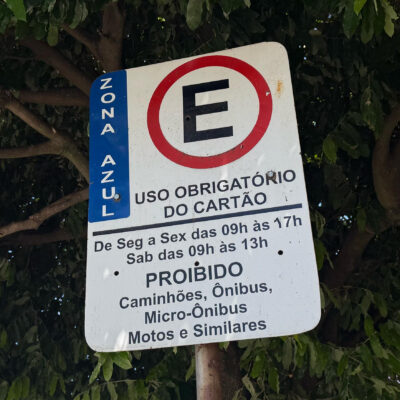 ZONA AZUL
E
USO OBRIGATÓRIO
DO CARTÃO
De Seg a Sex das 09h às 17h
Sab das 09h às 13h
PROIBIDO
Caminhões, Ônibus,
Micro-Ônibus
Motos e Similares